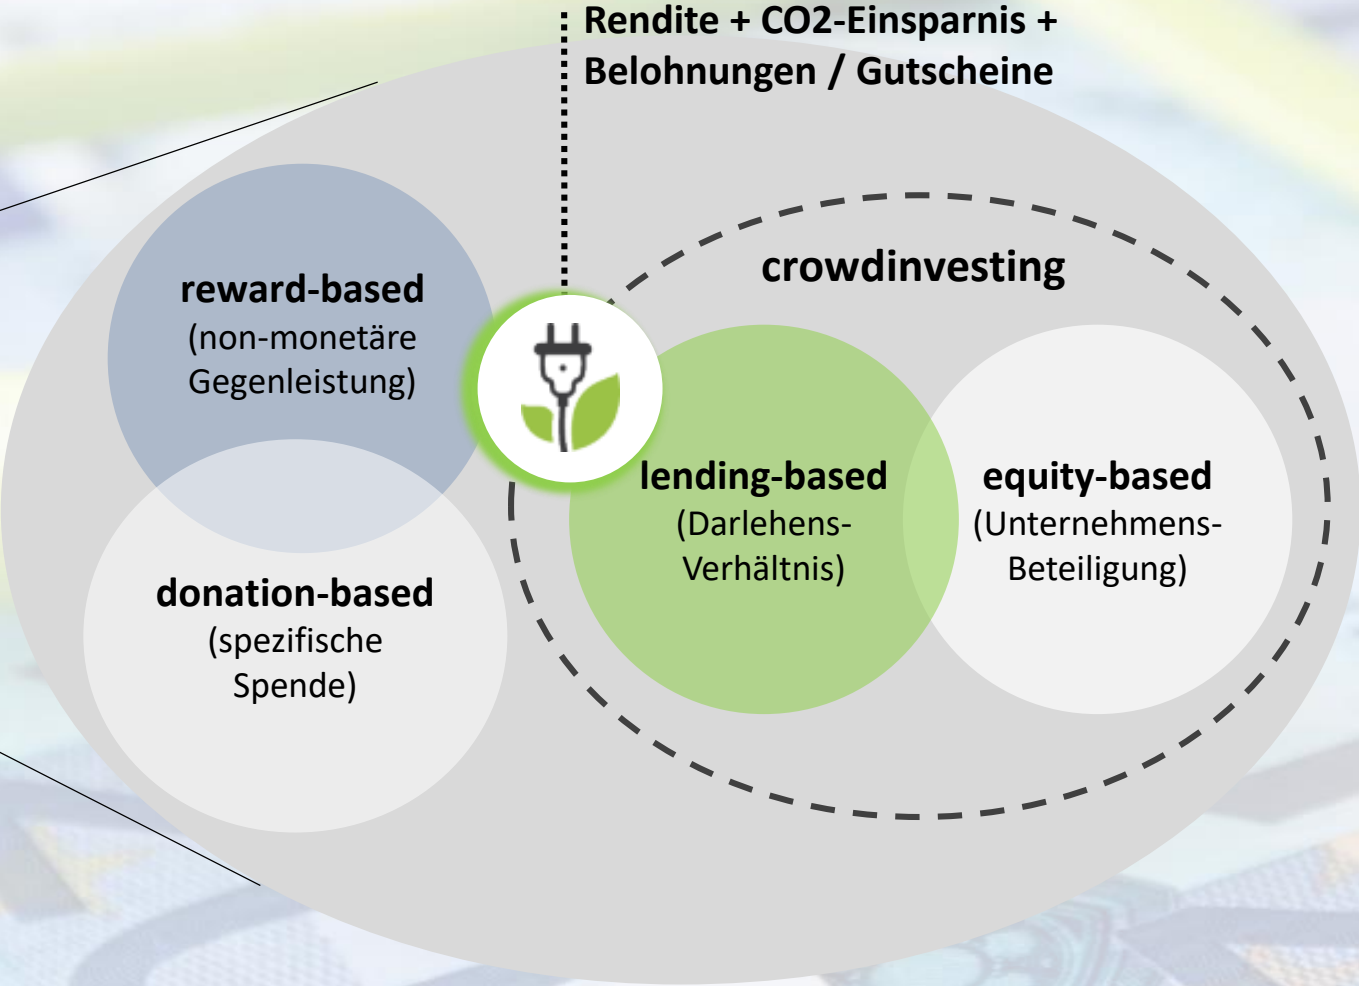 Rendite + CO2-Einsparnis +
Belohnungen / Gutscheine
crowdinvesting
reward-based
(non-monetäre
Gegenleistung)
lending-based
(Darlehens-
Verhältnis)
equity-based
(Unternehmens-
Beteiligung)
donation-based
(spezifische
Spende)